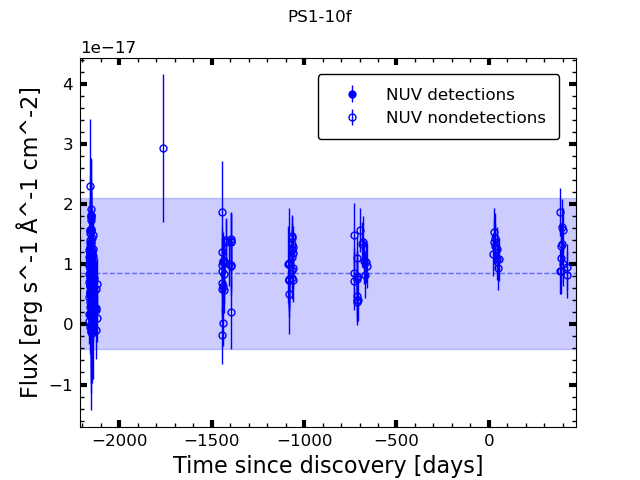 PS1-10f
1e−17
Flux [erg s^-1 Å^-1 cm^-2]
4
3
2
1
0
−1
NUV detections
NUV nondetections
−2000 −1500 −1000 −500 0
Time since discovery [days]